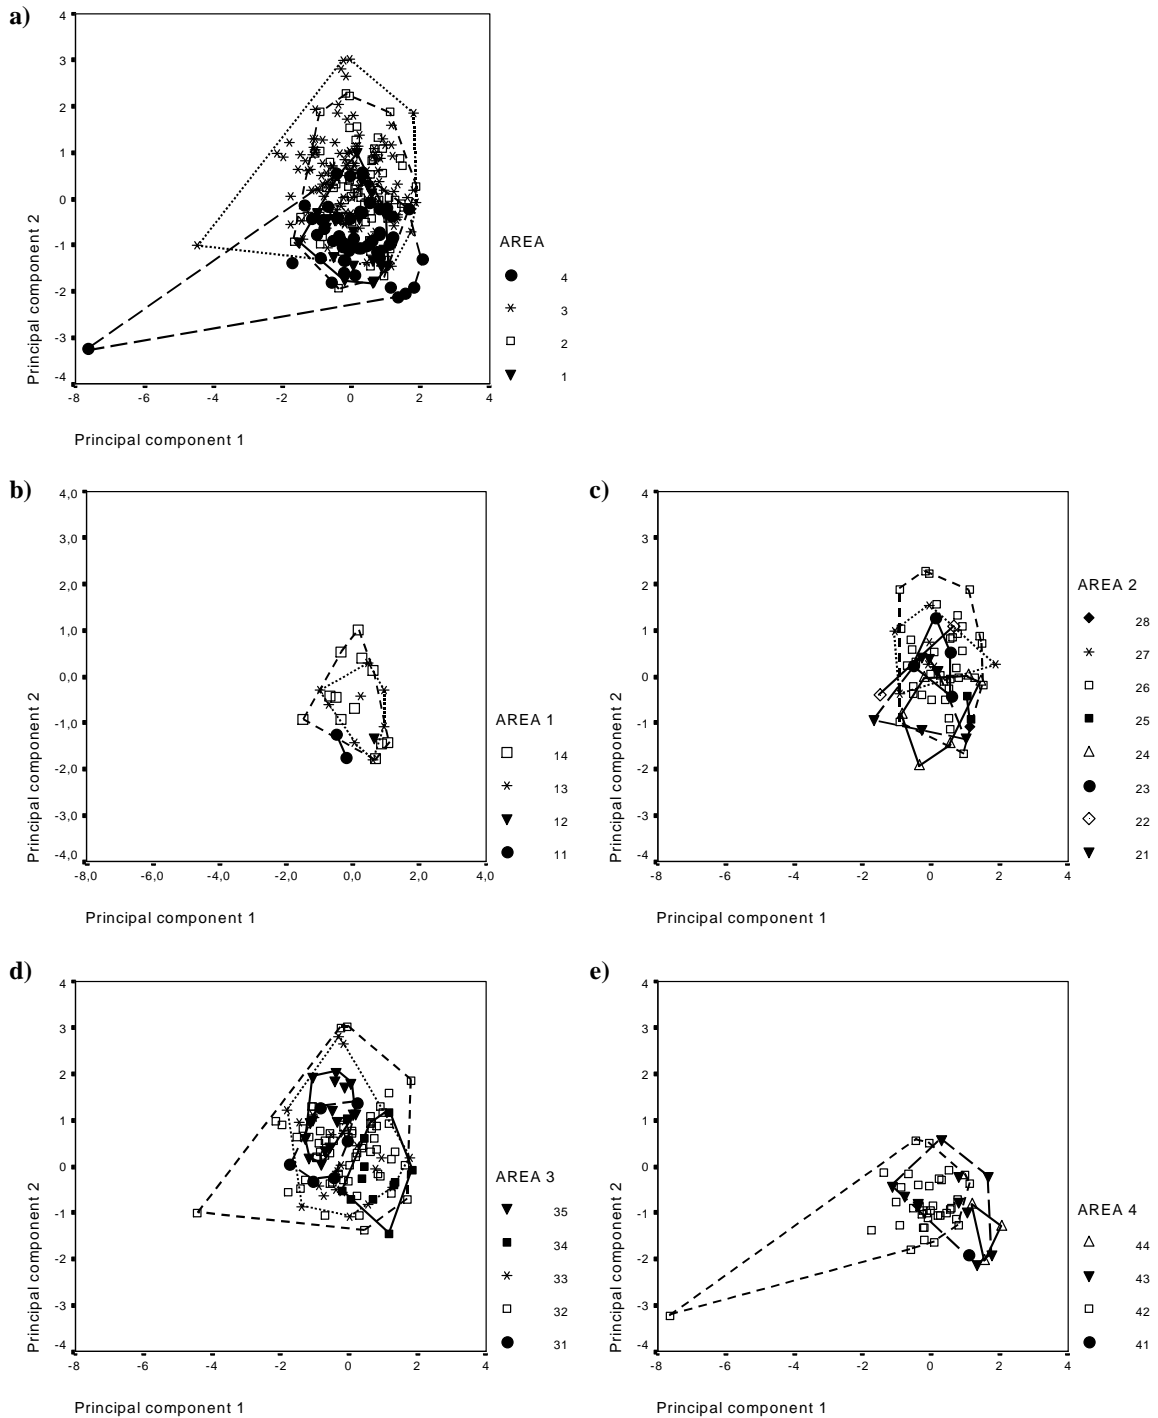 a)
4
3
2
1
0
-1
-2
-3
-4
Principal component 2
-8 -6 -4 -2 0 2 4
Principal component 1
AREA
4
3
2
1
b)
4,0
3,0
2,0
1,0
0,0
-1,0
-2,0
-3,0
-4,0
Principal component 2
-8,0 -6,0 -4,0 -2,0 0,0 2,0 4,0
Principal component 1
AREA 1
14
13
12
11
c)
4
3
2
1
0
-1
-2
-3
-4
Principal component 2
-8 -6 -4 -2 0 2 4
Principal component 1
AREA 2
28
27
26
25
24
23
22
21
d)
4
3
2
1
0
-1
-2
-3
-4
Principal component 2
-8 -6 -4 -2 0 2 4
Principal component 1
AREA 3
35
34
33
32
31
e)
4
3
2
1
0
-1
-2
-3
-4
Principal component 2
-8 -6 -4 -2 0 2 4
Principal component 1
AREA 4
44
43
42
41